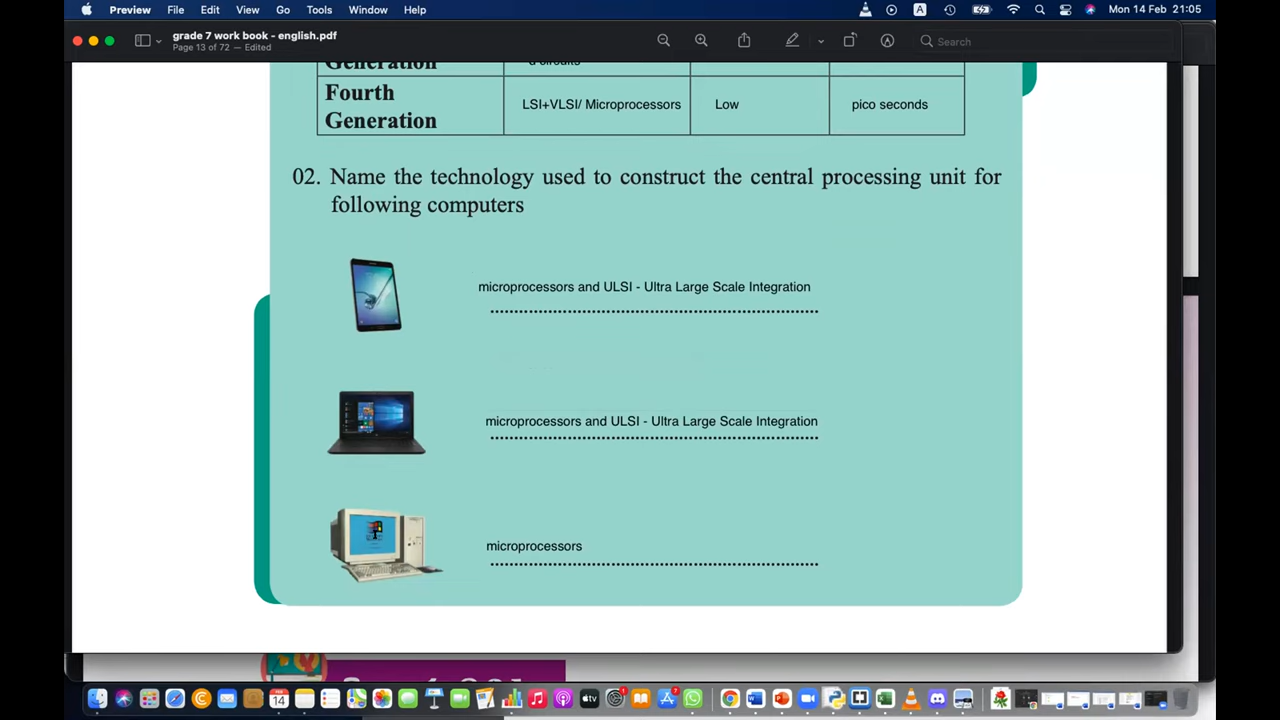 Preview File Edit View Go Tools Window Help A Mon 14 Feb 21:05
grade 7 work book - english.pdf
Page 13 of 72 — Edited
Search
Generation d circuits
Fourth Generation LSI+VLSI/ Microprocessors Low pico seconds
02. Name the technology used to construct the central processing unit for
following computers
microprocessors and ULSI - Ultra Large Scale Integration
microprocessors and ULSI - Ultra Large Scale Integration
microprocessors